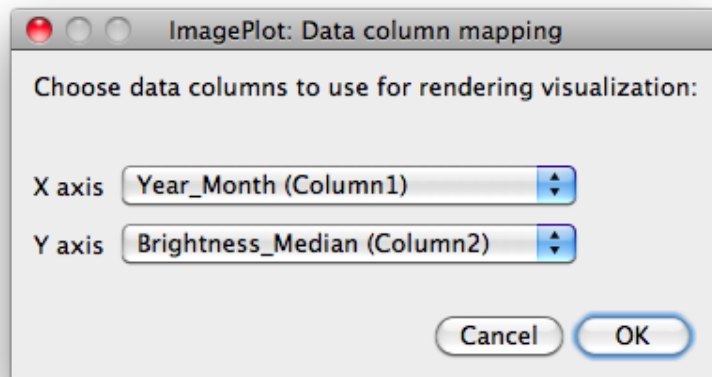 ImagePlot: Data column mapping
Choose data columns to use for rendering visualization:
X axis Year_Month (Column1)
Y axis Brightness_Median (Column2)
Cancel OK